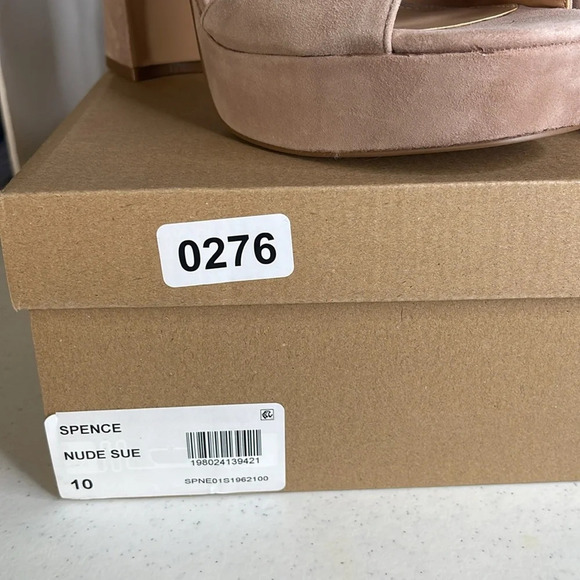 0276
SPENCE
NUDE SUE
198024139421
10
SPNE01S1962100